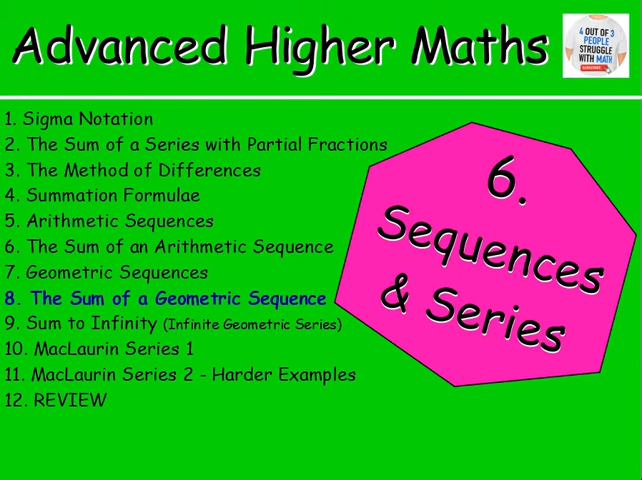 Advanced Higher Maths
4 OUT OF 3
PEOPLE
STRUGGLE
WITH MATH
1. Sigma Notation
2. The Sum of a Series with Partial Fractions
3. The Method of Differences
4. Summation Formulae
5. Arithmetic Sequences
6. The Sum of an Arithmetic Sequence
7. Geometric Sequences
8. The Sum of a Geometric Sequence
9. Sum to Infinity (Infinite Geometric Series)
10. MacLaurin Series 1
11. MacLaurin Series 2 - Harder Examples
12. REVIEW
6.
Sequences
& Series